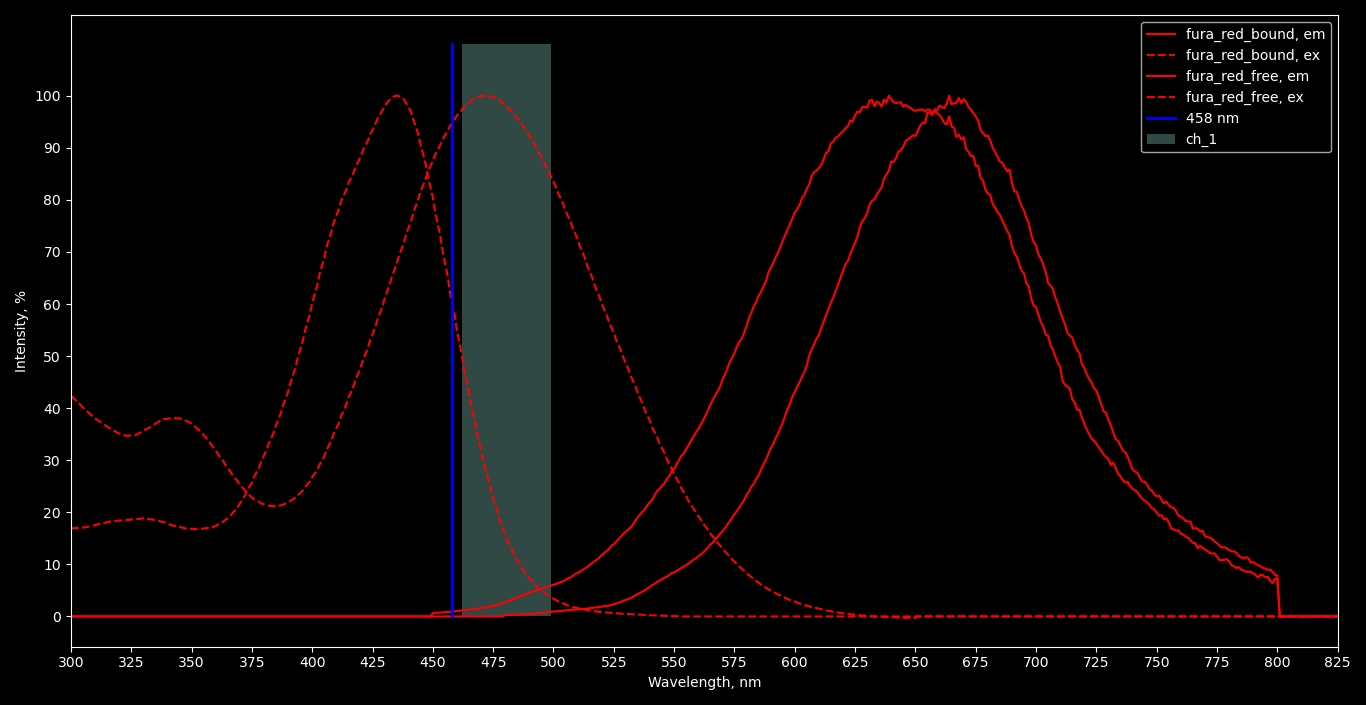 fura_red_bound, em
fura_red_bound, ex
fura_red_free, em
fura_red_free, ex
458 nm
ch_1
Intensity, %
100
90
80
70
60
50
40
30
20
10
0
300 325 350 375 400 425 450 475 500 525 550 575 600 625 650 675 700 725 750 775 800 825
Wavelength, nm